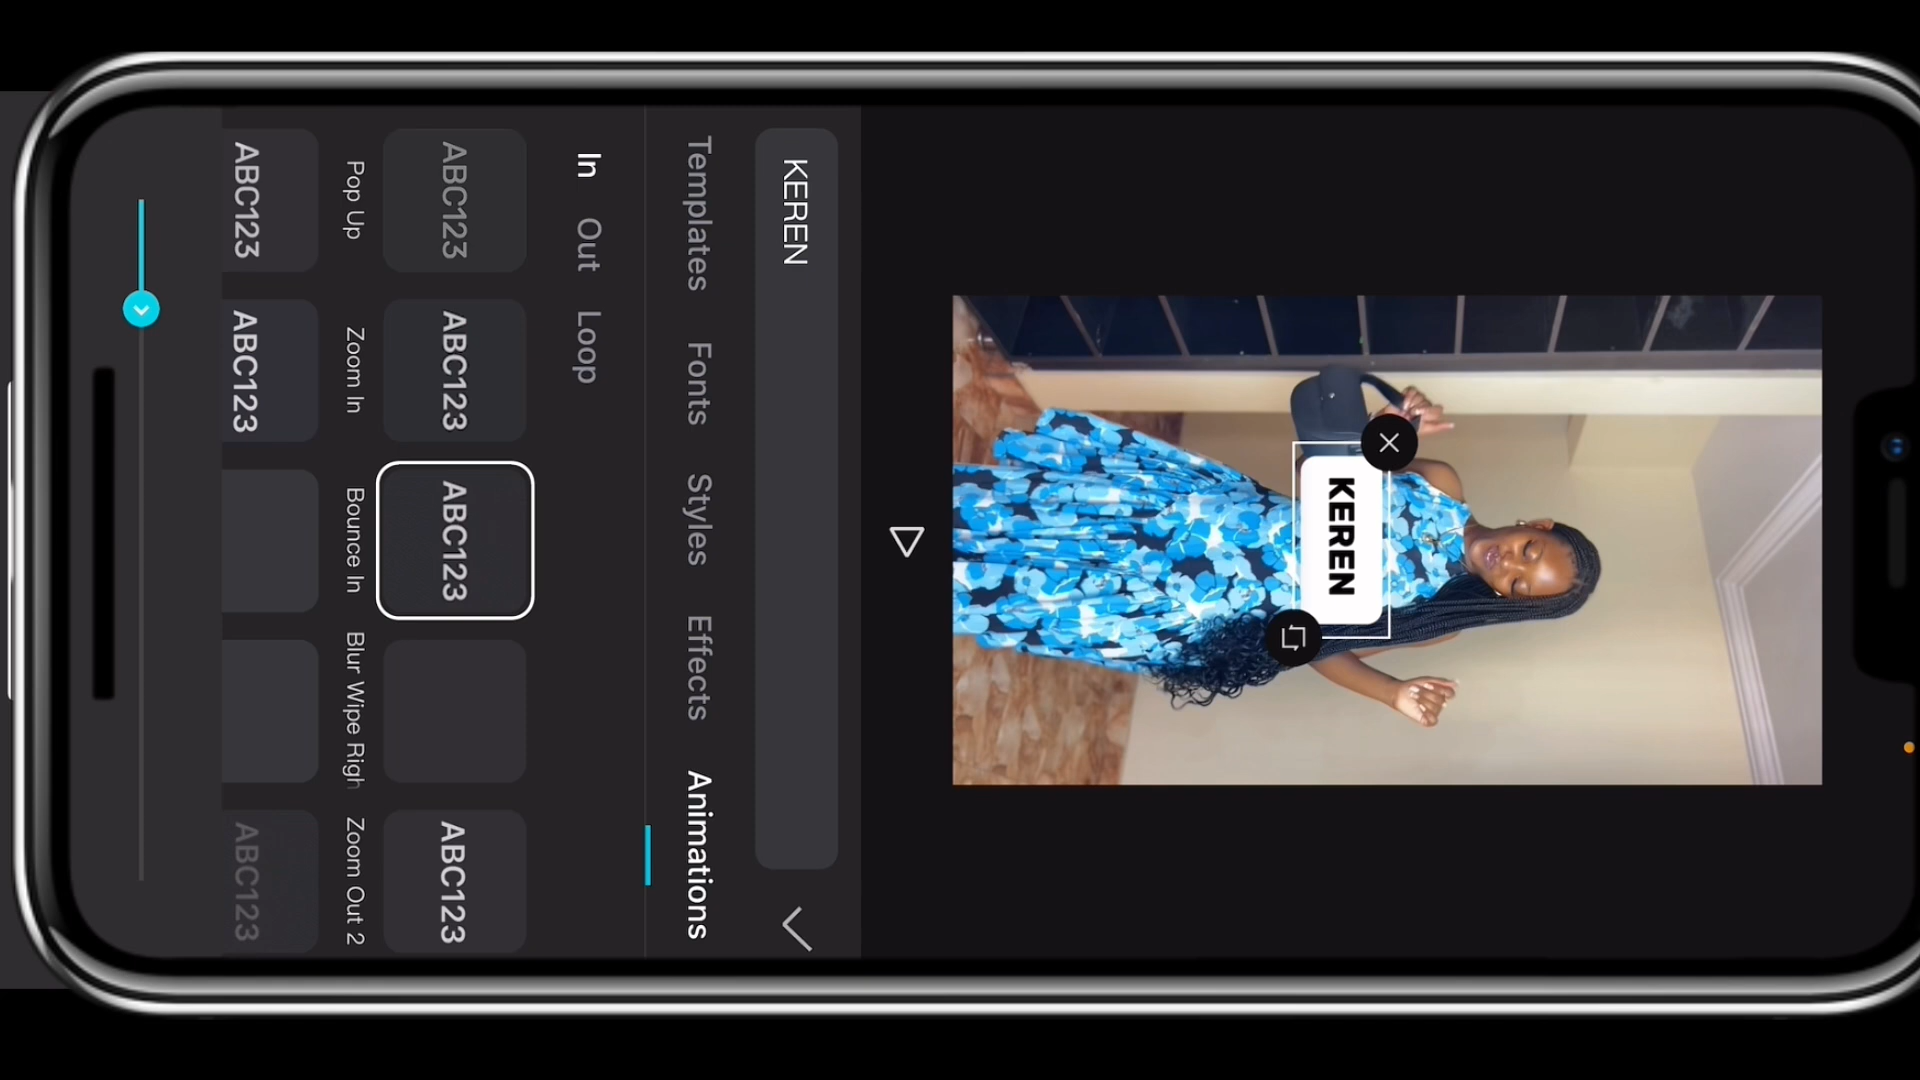 KEREN
KEREN
Templates Fonts Styles Effects Animations
In Out Loop
ABC123 ABC123 ABC123 ABC123
Pop Up Zoom In Bounce In Blur Wipe Righ Zoom Out 2
ABC123 ABC123 ABC123